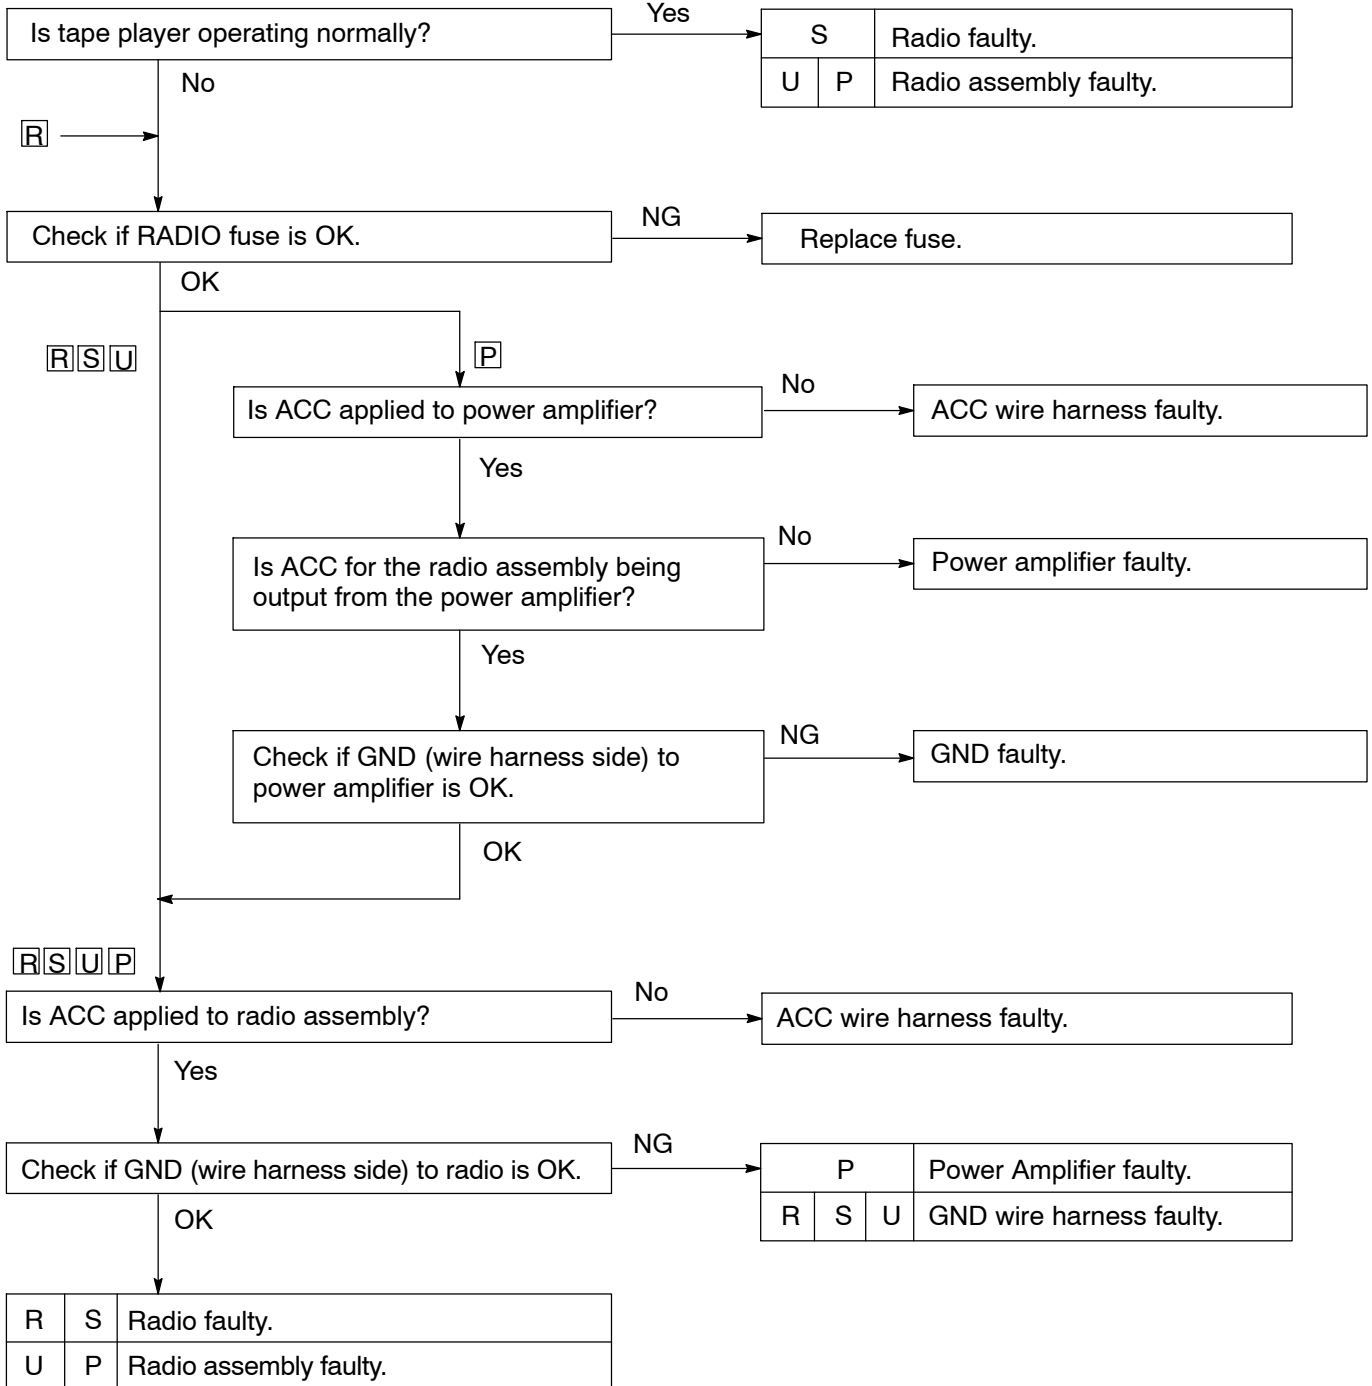 Is tape player operating normally?
Yes
S Radio faulty.
U P Radio assembly faulty.
No
R
Check if RADIO fuse is OK.
NG
Replace fuse.
OK
R S U
P
Is ACC applied to power amplifier?
No
ACC wire harness faulty.
Yes
Is ACC for the radio assembly being
output from the power amplifier?
No
Power amplifier faulty.
Yes
Check if GND (wire harness side) to
power amplifier is OK.
NG
GND faulty.
OK
R S U P
Is ACC applied to radio assembly?
No
ACC wire harness faulty.
Yes
Check if GND (wire harness side) to radio is OK.
NG
P Power Amplifier faulty.
R S U GND wire harness faulty.
OK
R S Radio faulty.
U P Radio assembly faulty.